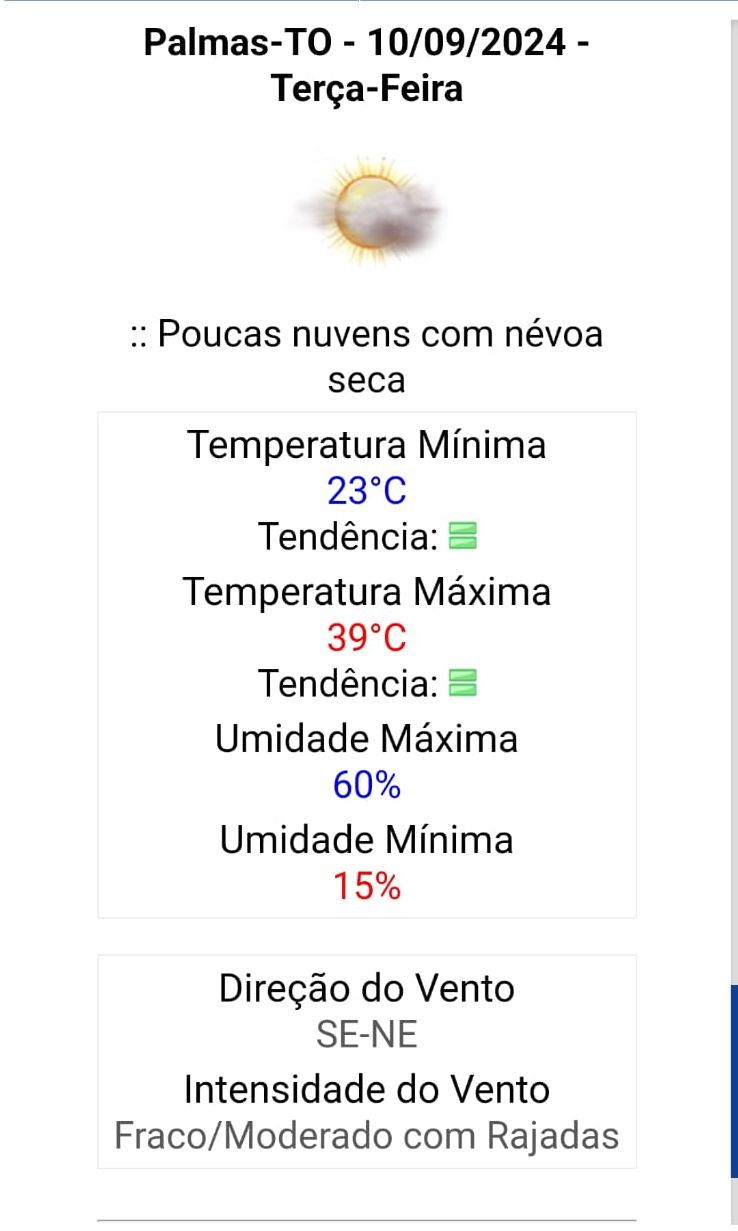 Palmas-TO - 10/09/2024 -
Terça-Feira
:: Poucas nuvens com névoa
seca
Temperatura Mínima
23°C
Tendência:
Temperatura Máxima
39°C
Tendência:
Umidade Máxima
60%
Umidade Mínima
15%
Direção do Vento
SE-NE
Intensidade do Vento
Fraco/Moderado com Rajadas